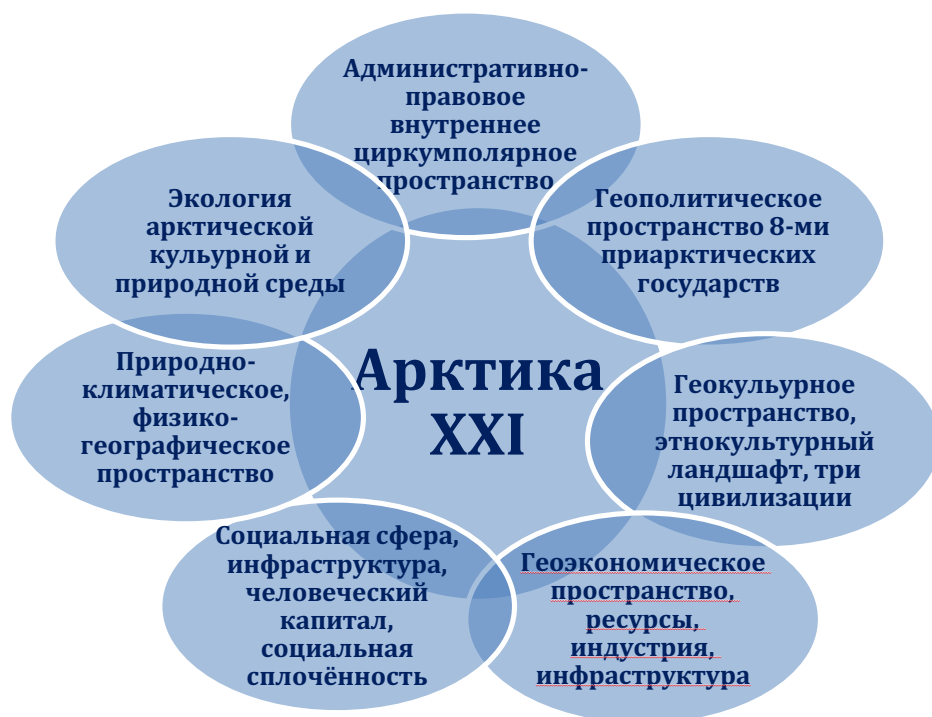 Административно-
правовое
внутреннее
циркумполярное
пространство
Экология
арктической
кульурной и
природной среды
Геополитическое
пространство 8-ми
приарктических
государств
Природно-
климатическое,
физико-
географическое
пространство
Арктика
XXI
Геокульурное
пространство,
этнокультурный
ландшафт, три
цивилизации
Социальная сфера,
инфраструктура,
человеческий
капитал,
социальная
сплочённость
Геоэкономическое
пространство,
ресурсы,
индустрия,
инфраструктура